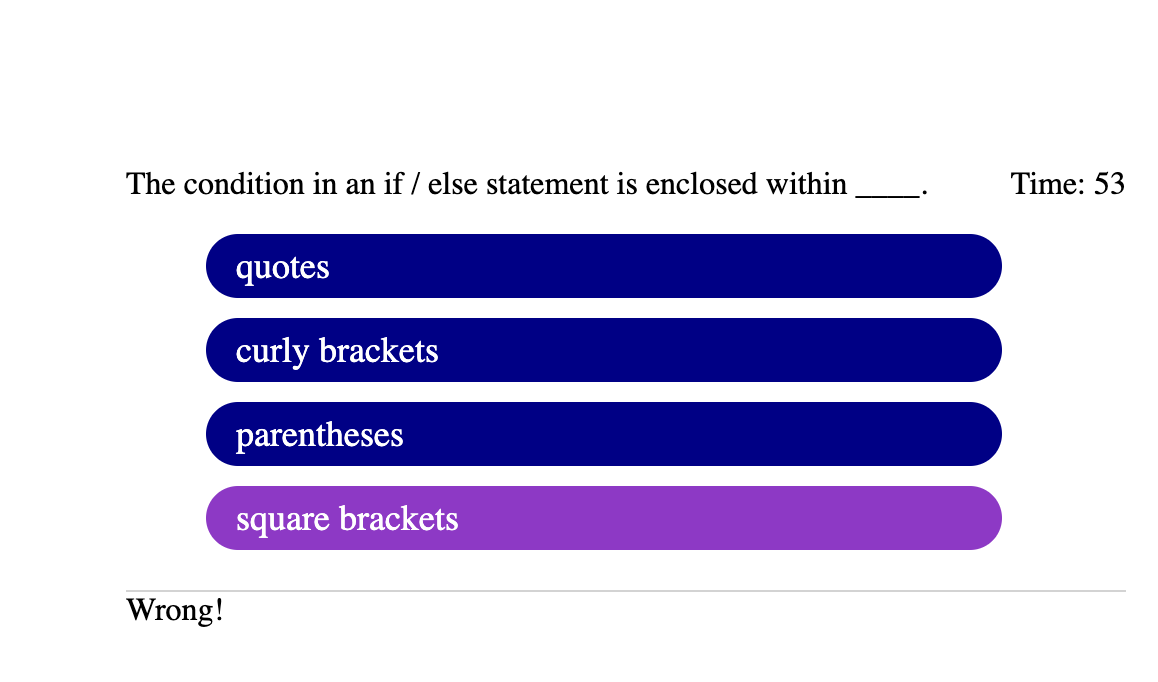 The condition in an if / else statement is enclosed within ____. Time: 53
quotes
curly brackets
parentheses
square brackets
Wrong!